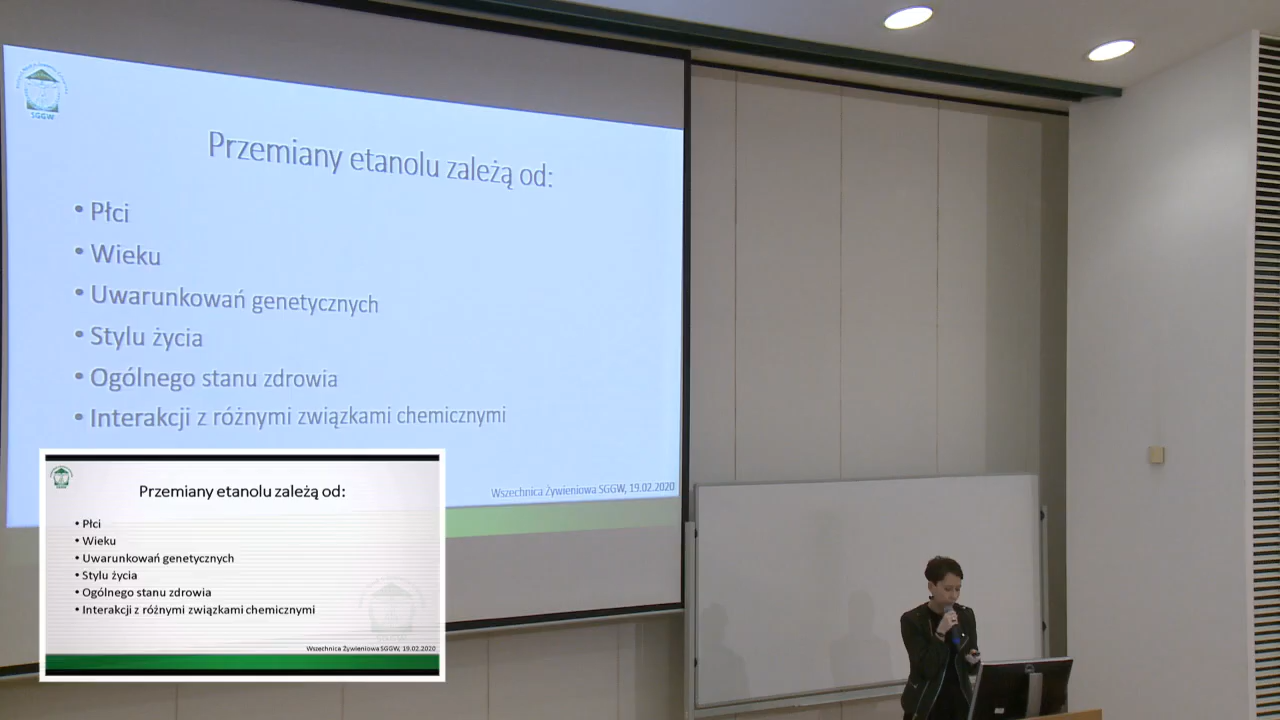 SGGW
Przemiany etanolu zależą od:
• Płci
• Wieku
• Uwarunkowań genetycznych
• Stylu życia
• Ogólnego stanu zdrowia
• Interakcji z różnymi związkami chemicznymi
Wszechnica Żywieniowa SGGW, 19.02.2020
Przemiany etanolu zależą od:
• Płci
• Wieku
• Uwarunkowań genetycznych
• Stylu życia
• Ogólnego stanu zdrowia
• Interakcji z różnymi związkami chemicznymi
Wszechnica Żywieniowa SGGW, 19.02.2020